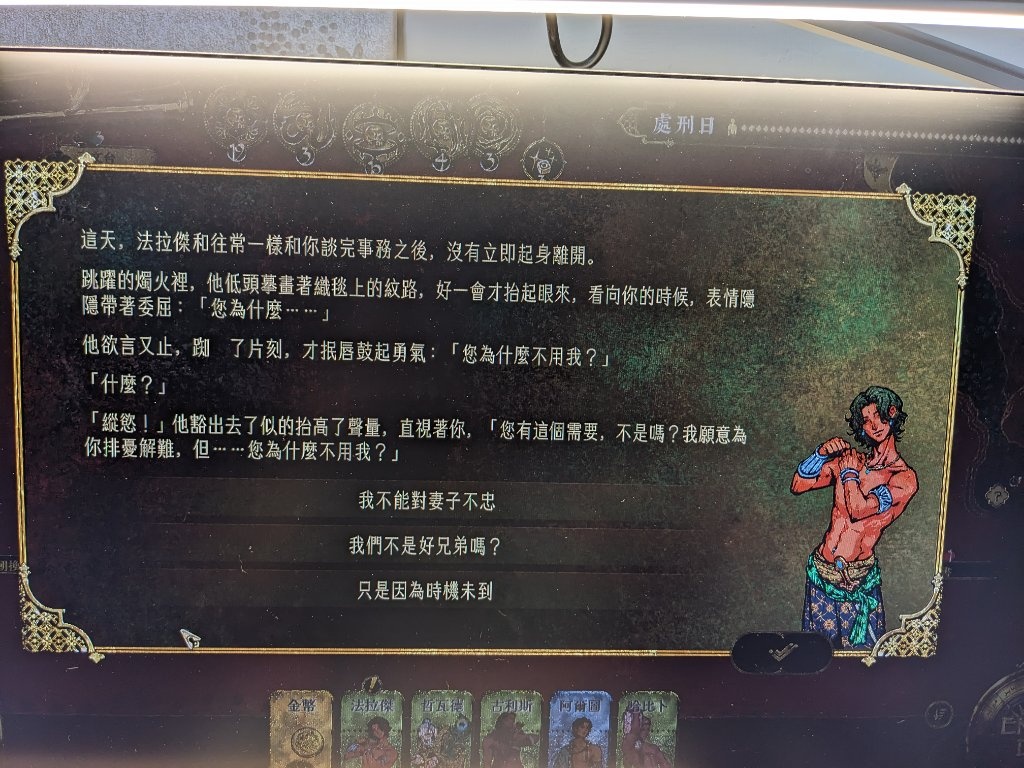 3
12
3
4
3
處刑日
這天，法拉傑和往常一樣和你談完事務之後，沒有立即起身離開。
跳躍的燭火裡，他低頭摹畫著織毯上的紋路，好一會才抬起眼來，看向你的時候，表情隱
隱帶著委屈：「您為什麼……」
他欲言又止，踟 了片刻，才抿唇鼓起勇氣：「您為什麼不用我？」
「什麼？」
「縱慾！」他豁出去了似的抬高了聲量，直視著你，「您有這個需要，不是嗎？我願意為
你排憂解難，但……您為什麼不用我？」
我不能對妻子不忠
我們不是好兄弟嗎？
只是因為時機未到
金幣
法拉傑
哲瓦德
古利斯
阿爾圖